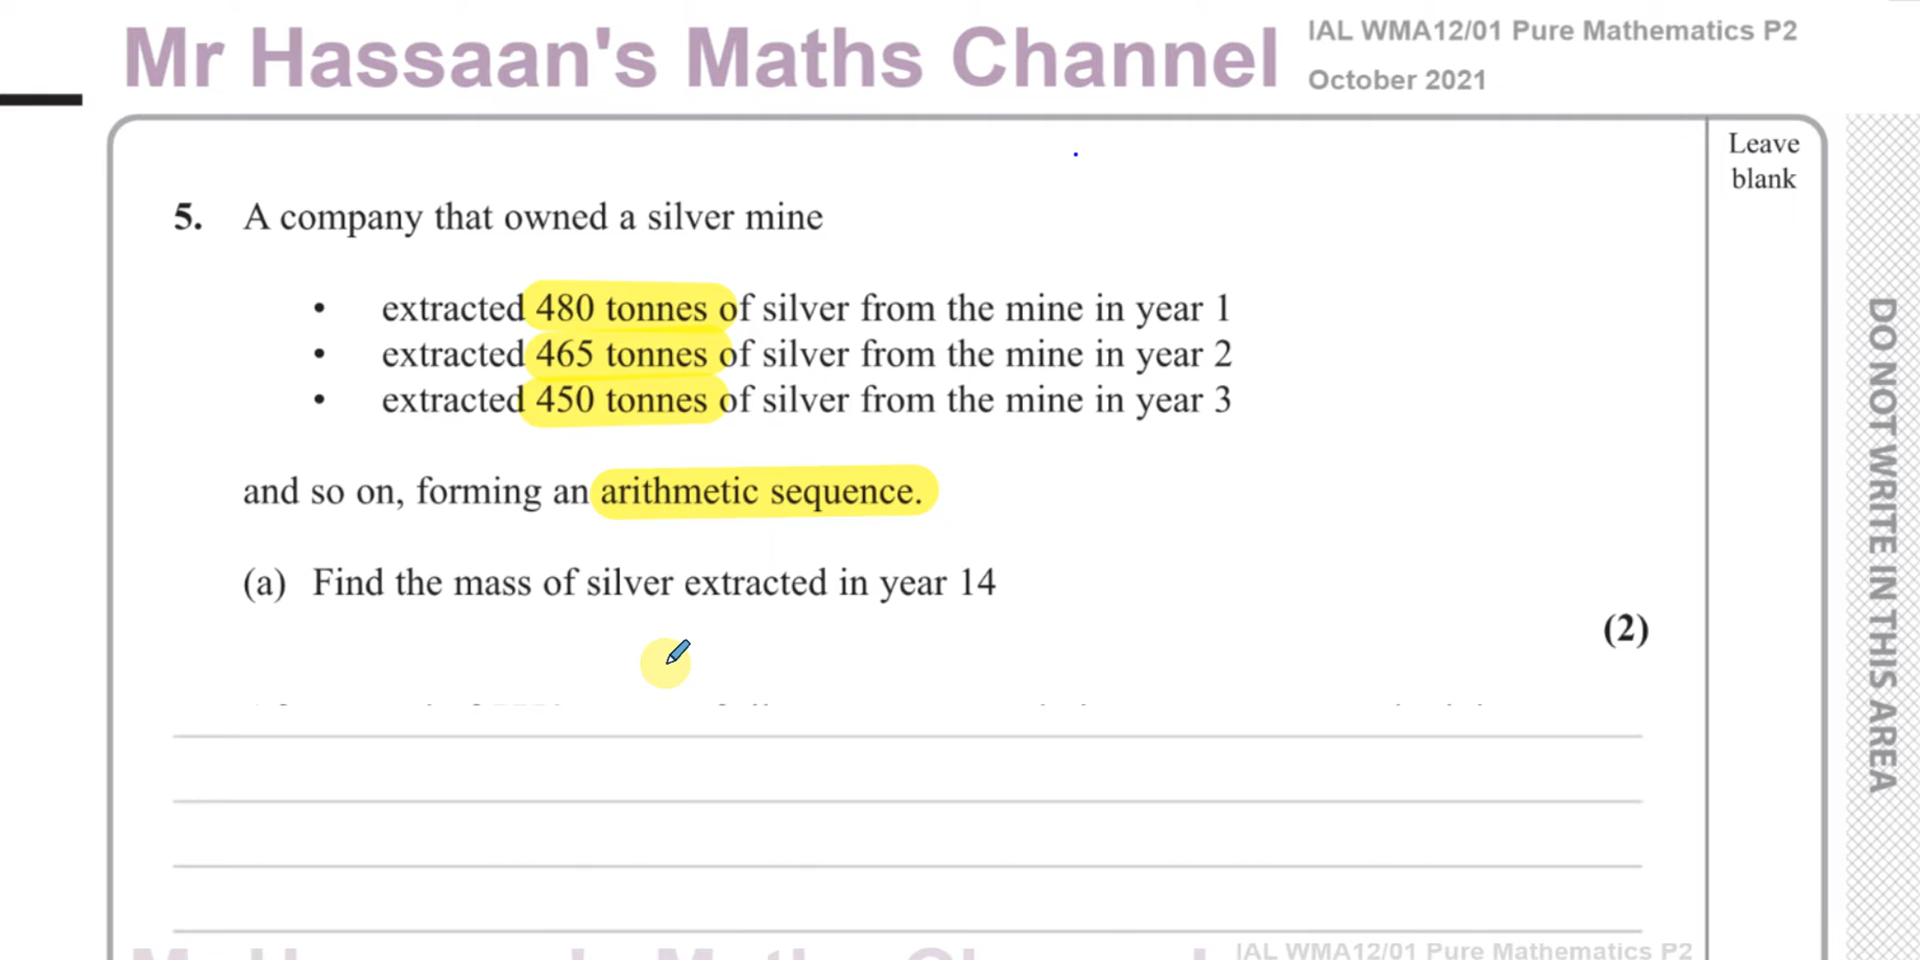 Mr Hassaan's Maths Channel
IAL WMA12/01 Pure Mathematics P2
October 2021
Leave
blank
5. A company that owned a silver mine
• extracted 480 tonnes of silver from the mine in year 1
• extracted 465 tonnes of silver from the mine in year 2
• extracted 450 tonnes of silver from the mine in year 3
and so on, forming an arithmetic sequence.
(a) Find the mass of silver extracted in year 14
(2)
DO NOT WRITE IN THIS AREA
IAL WMA12/01 Pure Mathematics P2